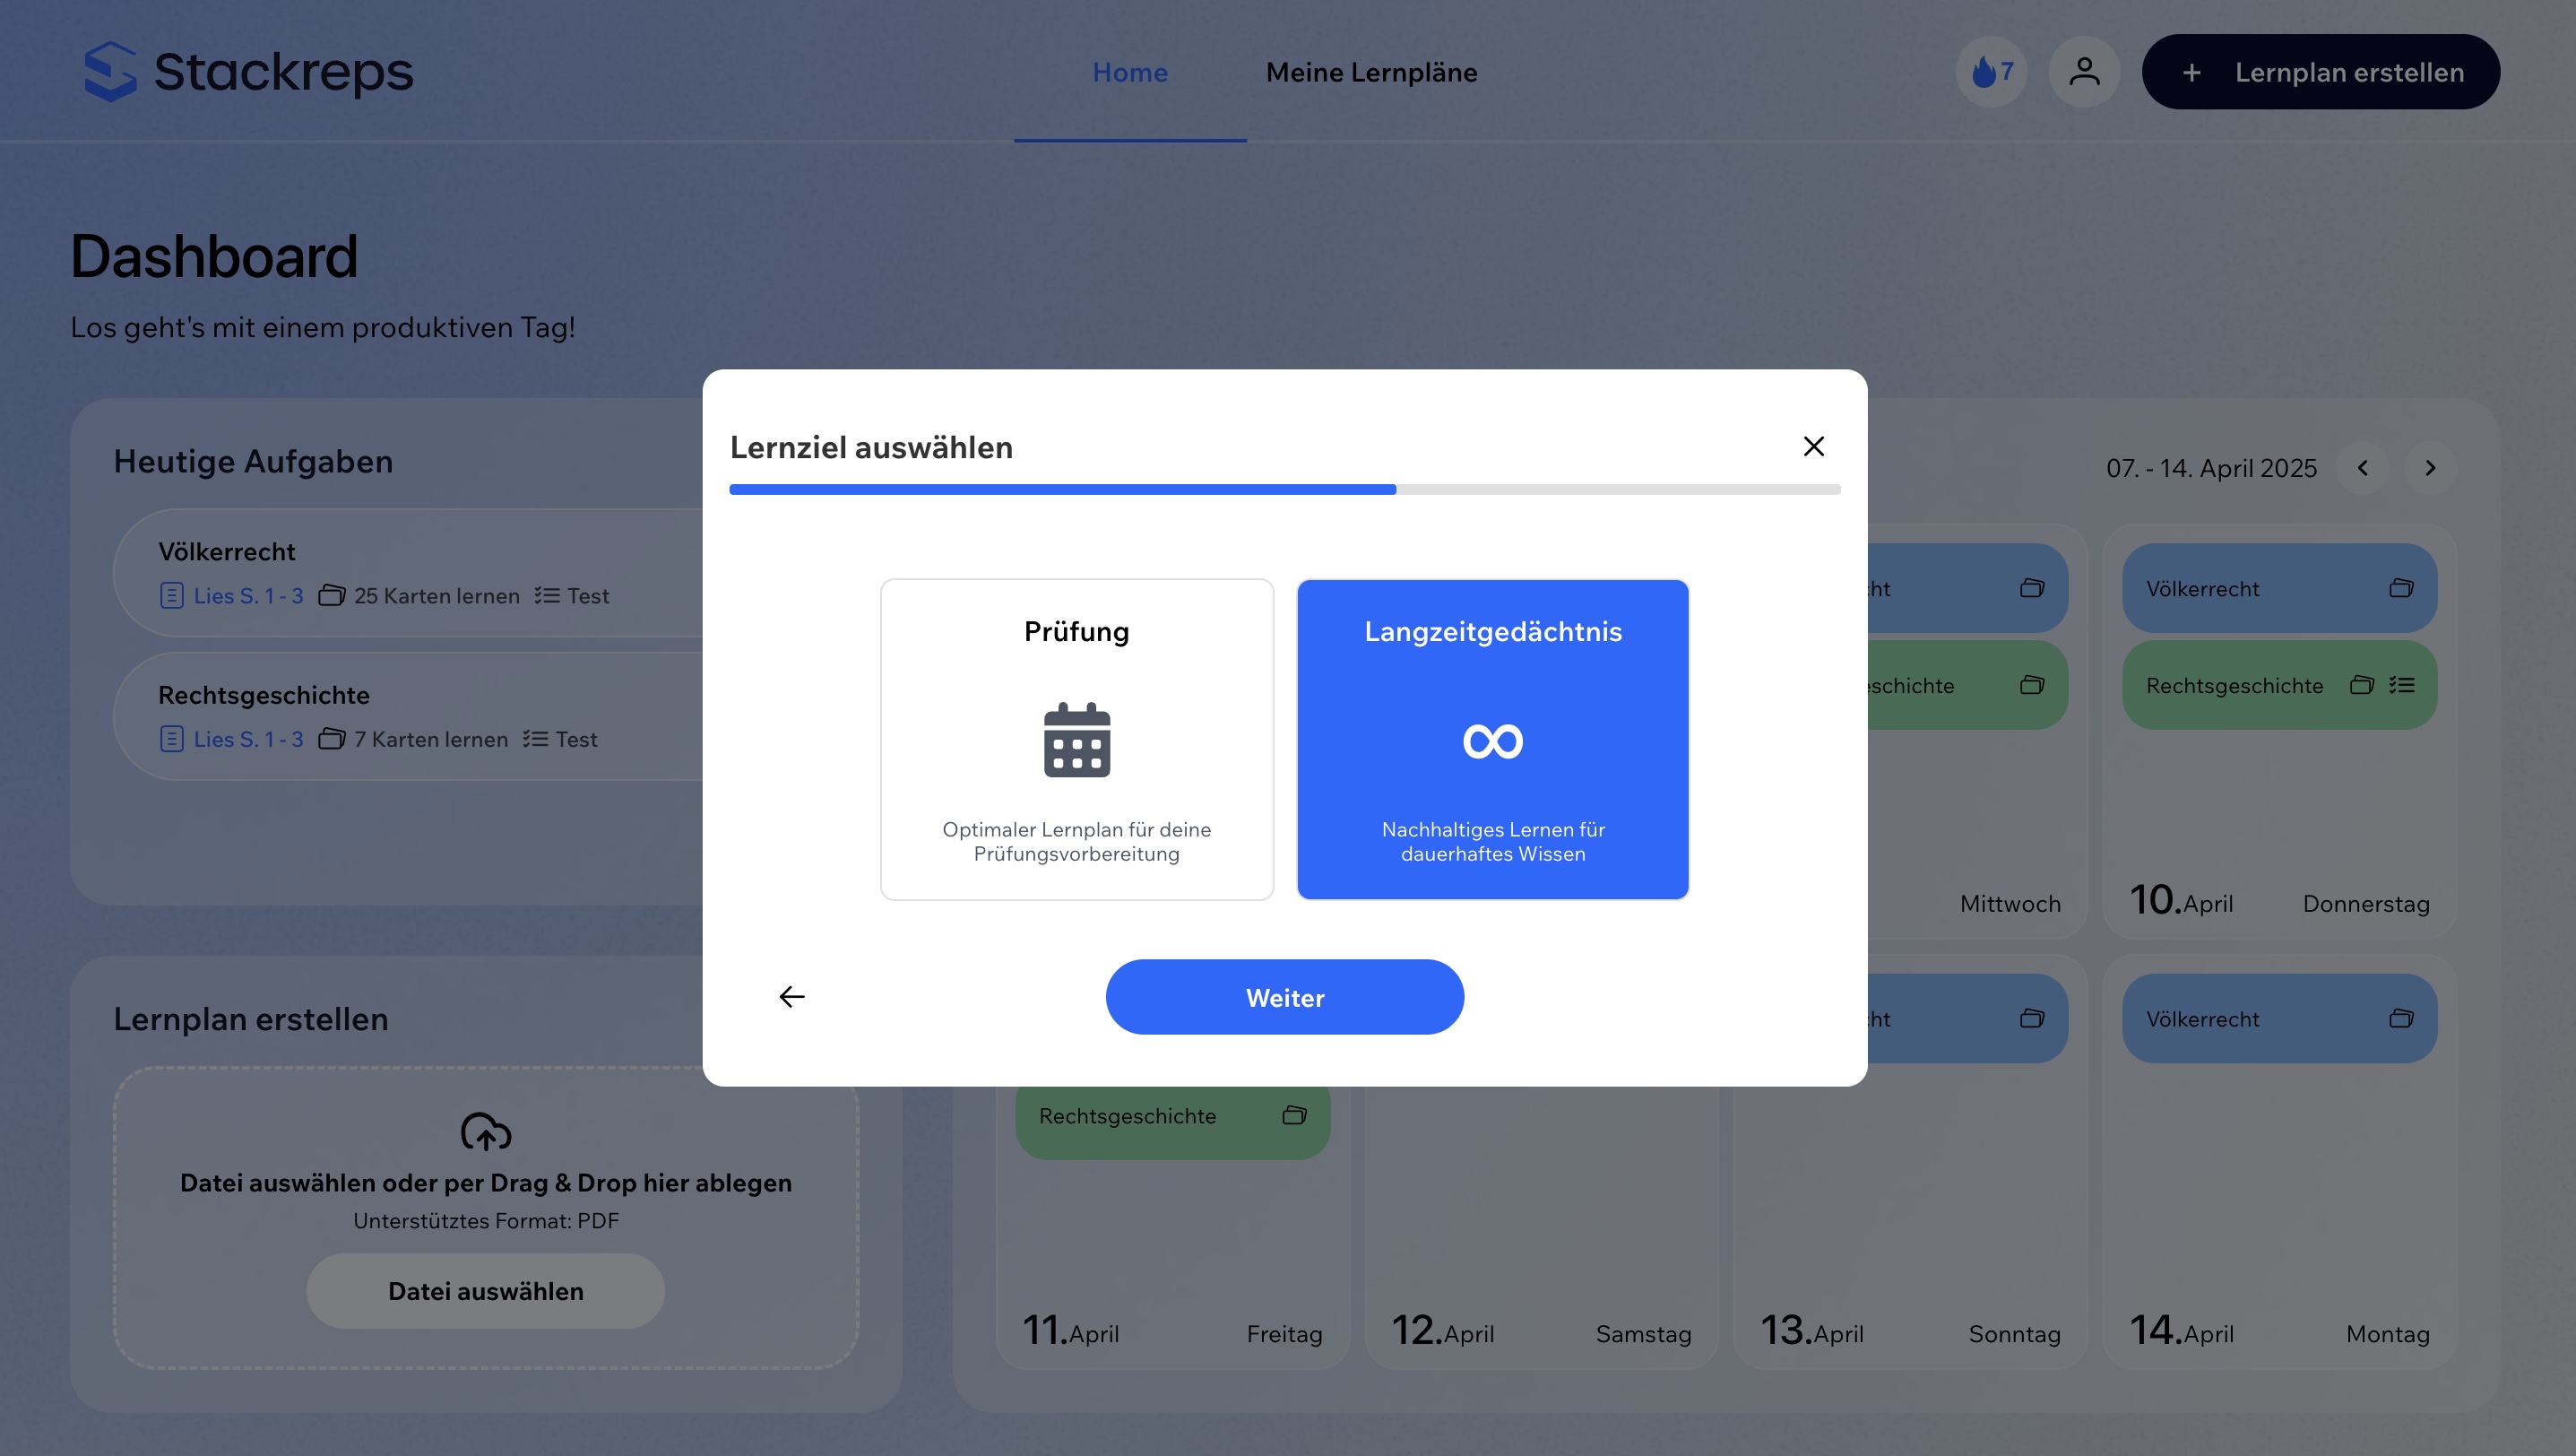 Stackreps
Home
Meine Lernpläne
7
+ Lernplan erstellen
Dashboard
Los geht's mit einem produktiven Tag!
Heutige Aufgaben
Völkerrecht
Lies S. 1 - 3
25 Karten lernen
Test
Rechtsgeschichte
Lies S. 1 - 3
7 Karten lernen
Test
Lernplan erstellen
Datei auswählen oder per Drag & Drop hier ablegen
Unterstütztes Format: PDF
Datei auswählen
Lernziel auswählen
Prüfung
Optimaler Lernplan für deine
Prüfungsvorbereitung
Langzeitgedächtnis
∞
Nachhaltiges Lernen für
dauerhaftes Wissen
Weiter
07. - 14. April 2025
cht
Völkerrecht
eschichte
Rechtsgeschichte
Mittwoch
10.April
Donnerstag
cht
Völkerrecht
Rechtsgeschichte
11.April
Freitag
12.April
Samstag
13.April
Sonntag
14.April
Montag